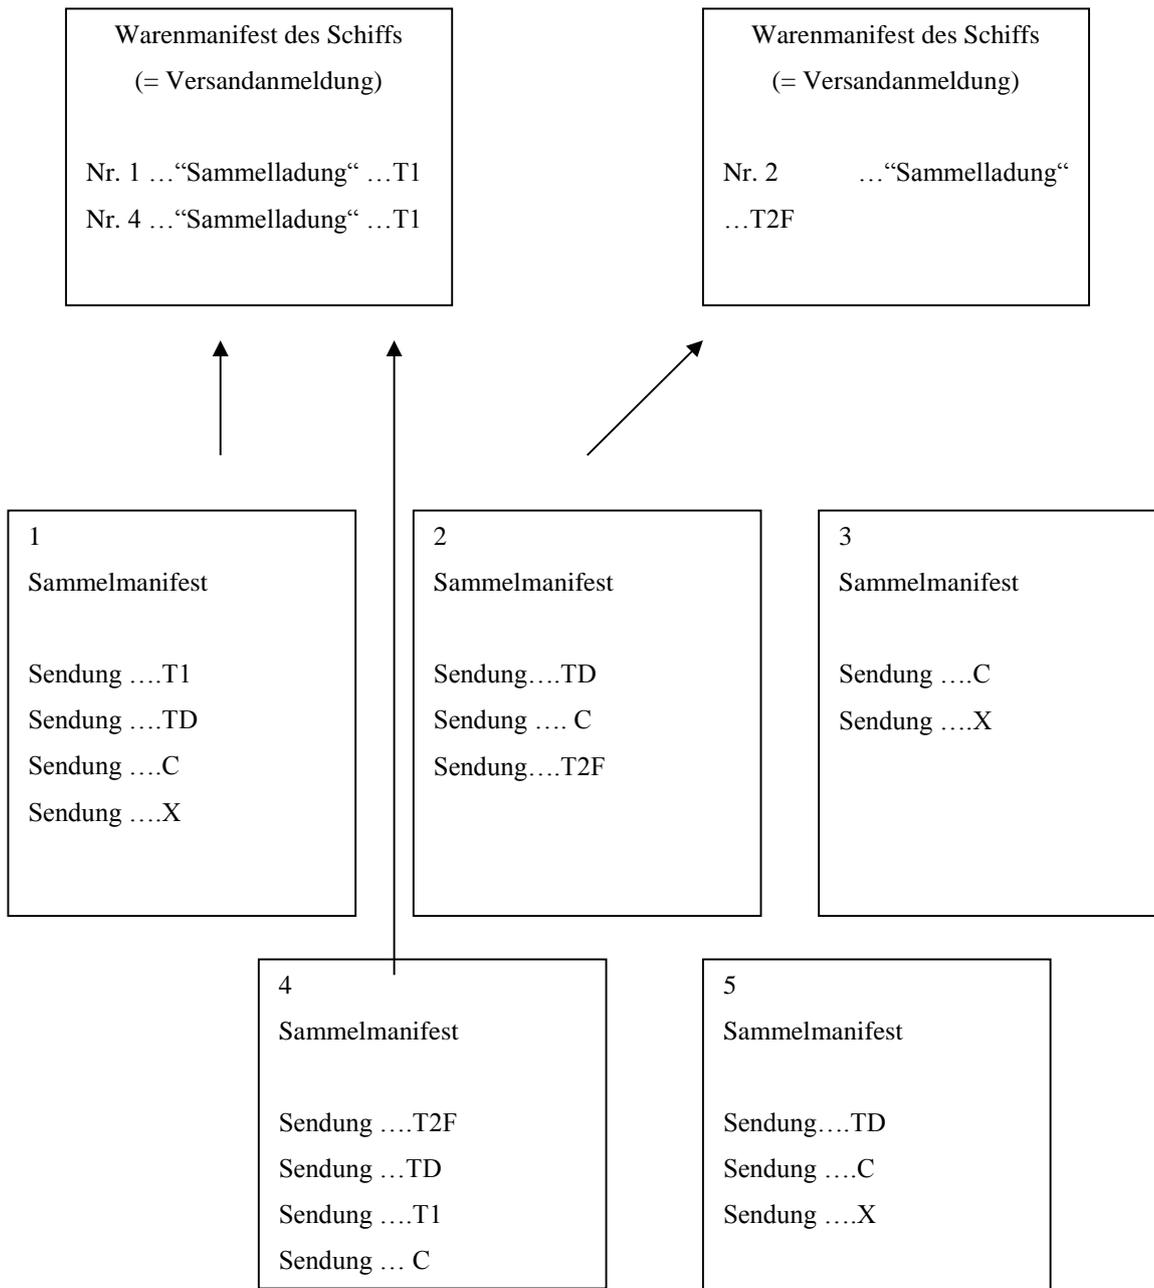 Warenmanifest des Schiffs
(= Versandanmeldung)
Nr. 1 …“Sammelladung“ …T1
Nr. 4 …“Sammelladung“ …T1
Warenmanifest des Schiffs
(= Versandanmeldung)
Nr. 2 …“Sammelladung“
…T2F
1
Sammelmanifest
Sendung ….T1
Sendung ….TD
Sendung ….C
Sendung ….X
2
Sammelmanifest
Sendung….TD
Sendung …. C
Sendung….T2F
3
Sammelmanifest
Sendung ….C
Sendung ….X
4
Sammelmanifest
Sendung ….T2F
Sendung …TD
Sendung ….T1
Sendung … C
5
Sammelmanifest
Sendung….TD
Sendung ….C
Sendung ….X